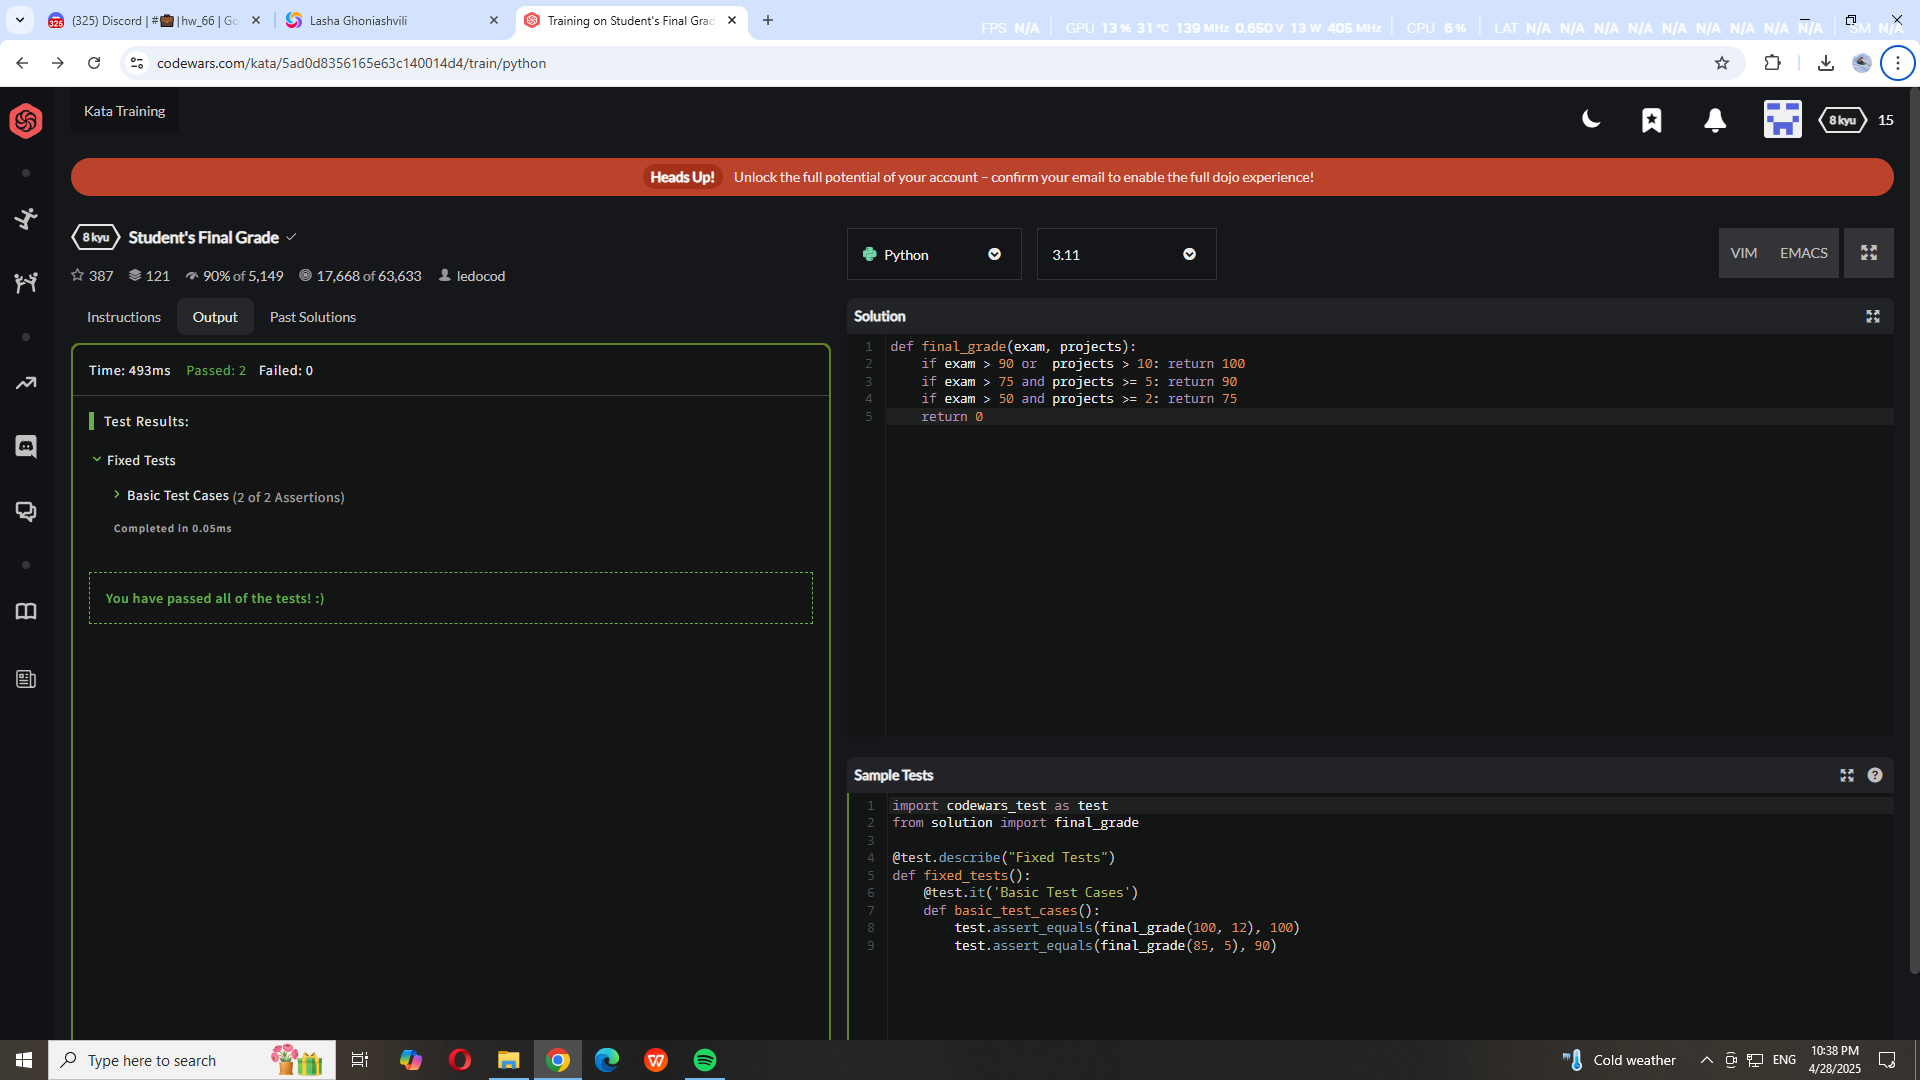 (325) Discord | #💼 | hw_66 | Go
Lasha Ghoniashvili
Training on Student's Final Grad
FPS N/A GPU 13 % 31 °C 139 MHz 0.650 V 13 W 405 MHz CPU 6 % LAT N/A N/A N/A N/A N/A N/A N/A N/A N/A SM N/A
codewars.com/kata/5ad0d8356165e63c140014d4/train/python
Kata Training
8 kyu 15
Heads Up! Unlock the full potential of your account – confirm your email to enable the full dojo experience!
8 kyu Student's Final Grade
387 121 90% of 5,149 17,668 of 63,633 ledocod
Instructions Output Past Solutions
Time: 493ms Passed: 2 Failed: 0
Test Results:
Fixed Tests
Basic Test Cases (2 of 2 Assertions)
Completed in 0.05ms
You have passed all of the tests! :)
Python 3.11 VIM EMACS
Solution
1 def final_grade(exam, projects):
2     if exam > 90 or  projects > 10: return 100
3     if exam > 75 and projects >= 5: return 90
4     if exam > 50 and projects >= 2: return 75
5     return 0
Sample Tests
1 import codewars_test as test
2 from solution import final_grade
3
4 @test.describe("Fixed Tests")
5 def fixed_tests():
6     @test.it('Basic Test Cases')
7     def basic_test_cases():
8         test.assert_equals(final_grade(100, 12), 100)
9         test.assert_equals(final_grade(85, 5), 90)
Type here to search
Cold weather ENG 10:38 PM
4/28/2025